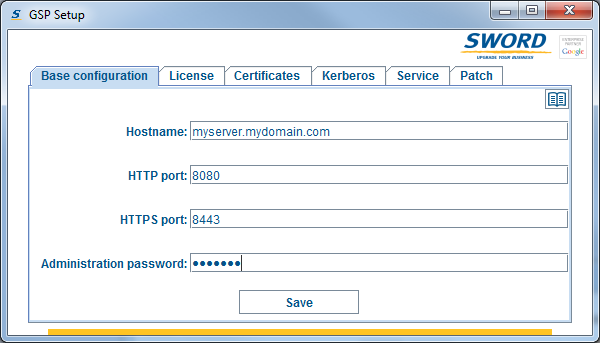 GSP Setup
SWORD
UPGRADE YOUR BUSINESS
ENTERPRISE
PARTNER
Google
Base configuration License Certificates Kerberos Service Patch
Hostname: myserver.mydomain.com
HTTP port: 8080
HTTPS port: 8443
Administration password: •••••••
Save